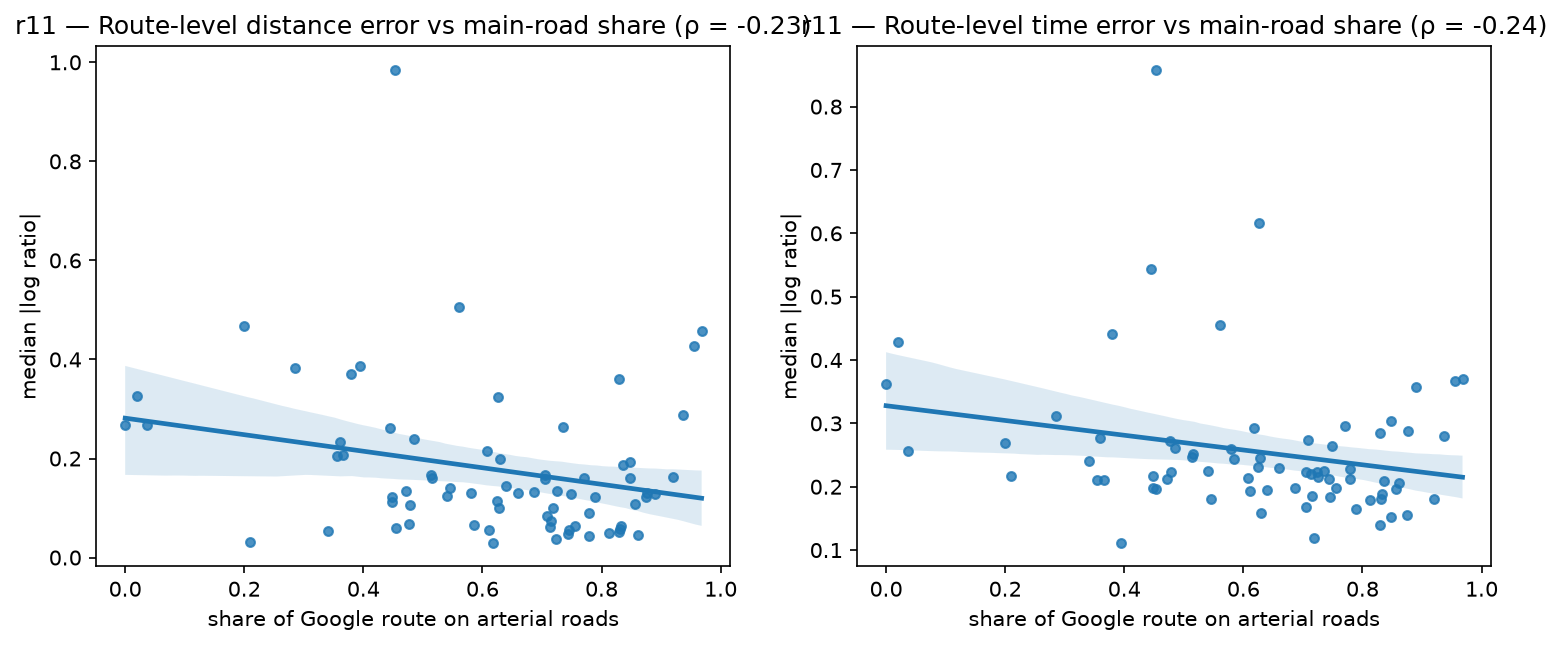 r11 — Route-level distance error vs main-road share (ρ = -0.23)
r11 — Route-level time error vs main-road share (ρ = -0.24)
median |log ratio|
1.0
0.8
0.6
0.4
0.2
0.0
0.0 0.2 0.4 0.6 0.8 1.0
share of Google route on arterial roads
median |log ratio|
0.8
0.7
0.6
0.5
0.4
0.3
0.2
0.1
0.0 0.2 0.4 0.6 0.8 1.0
share of Google route on arterial roads